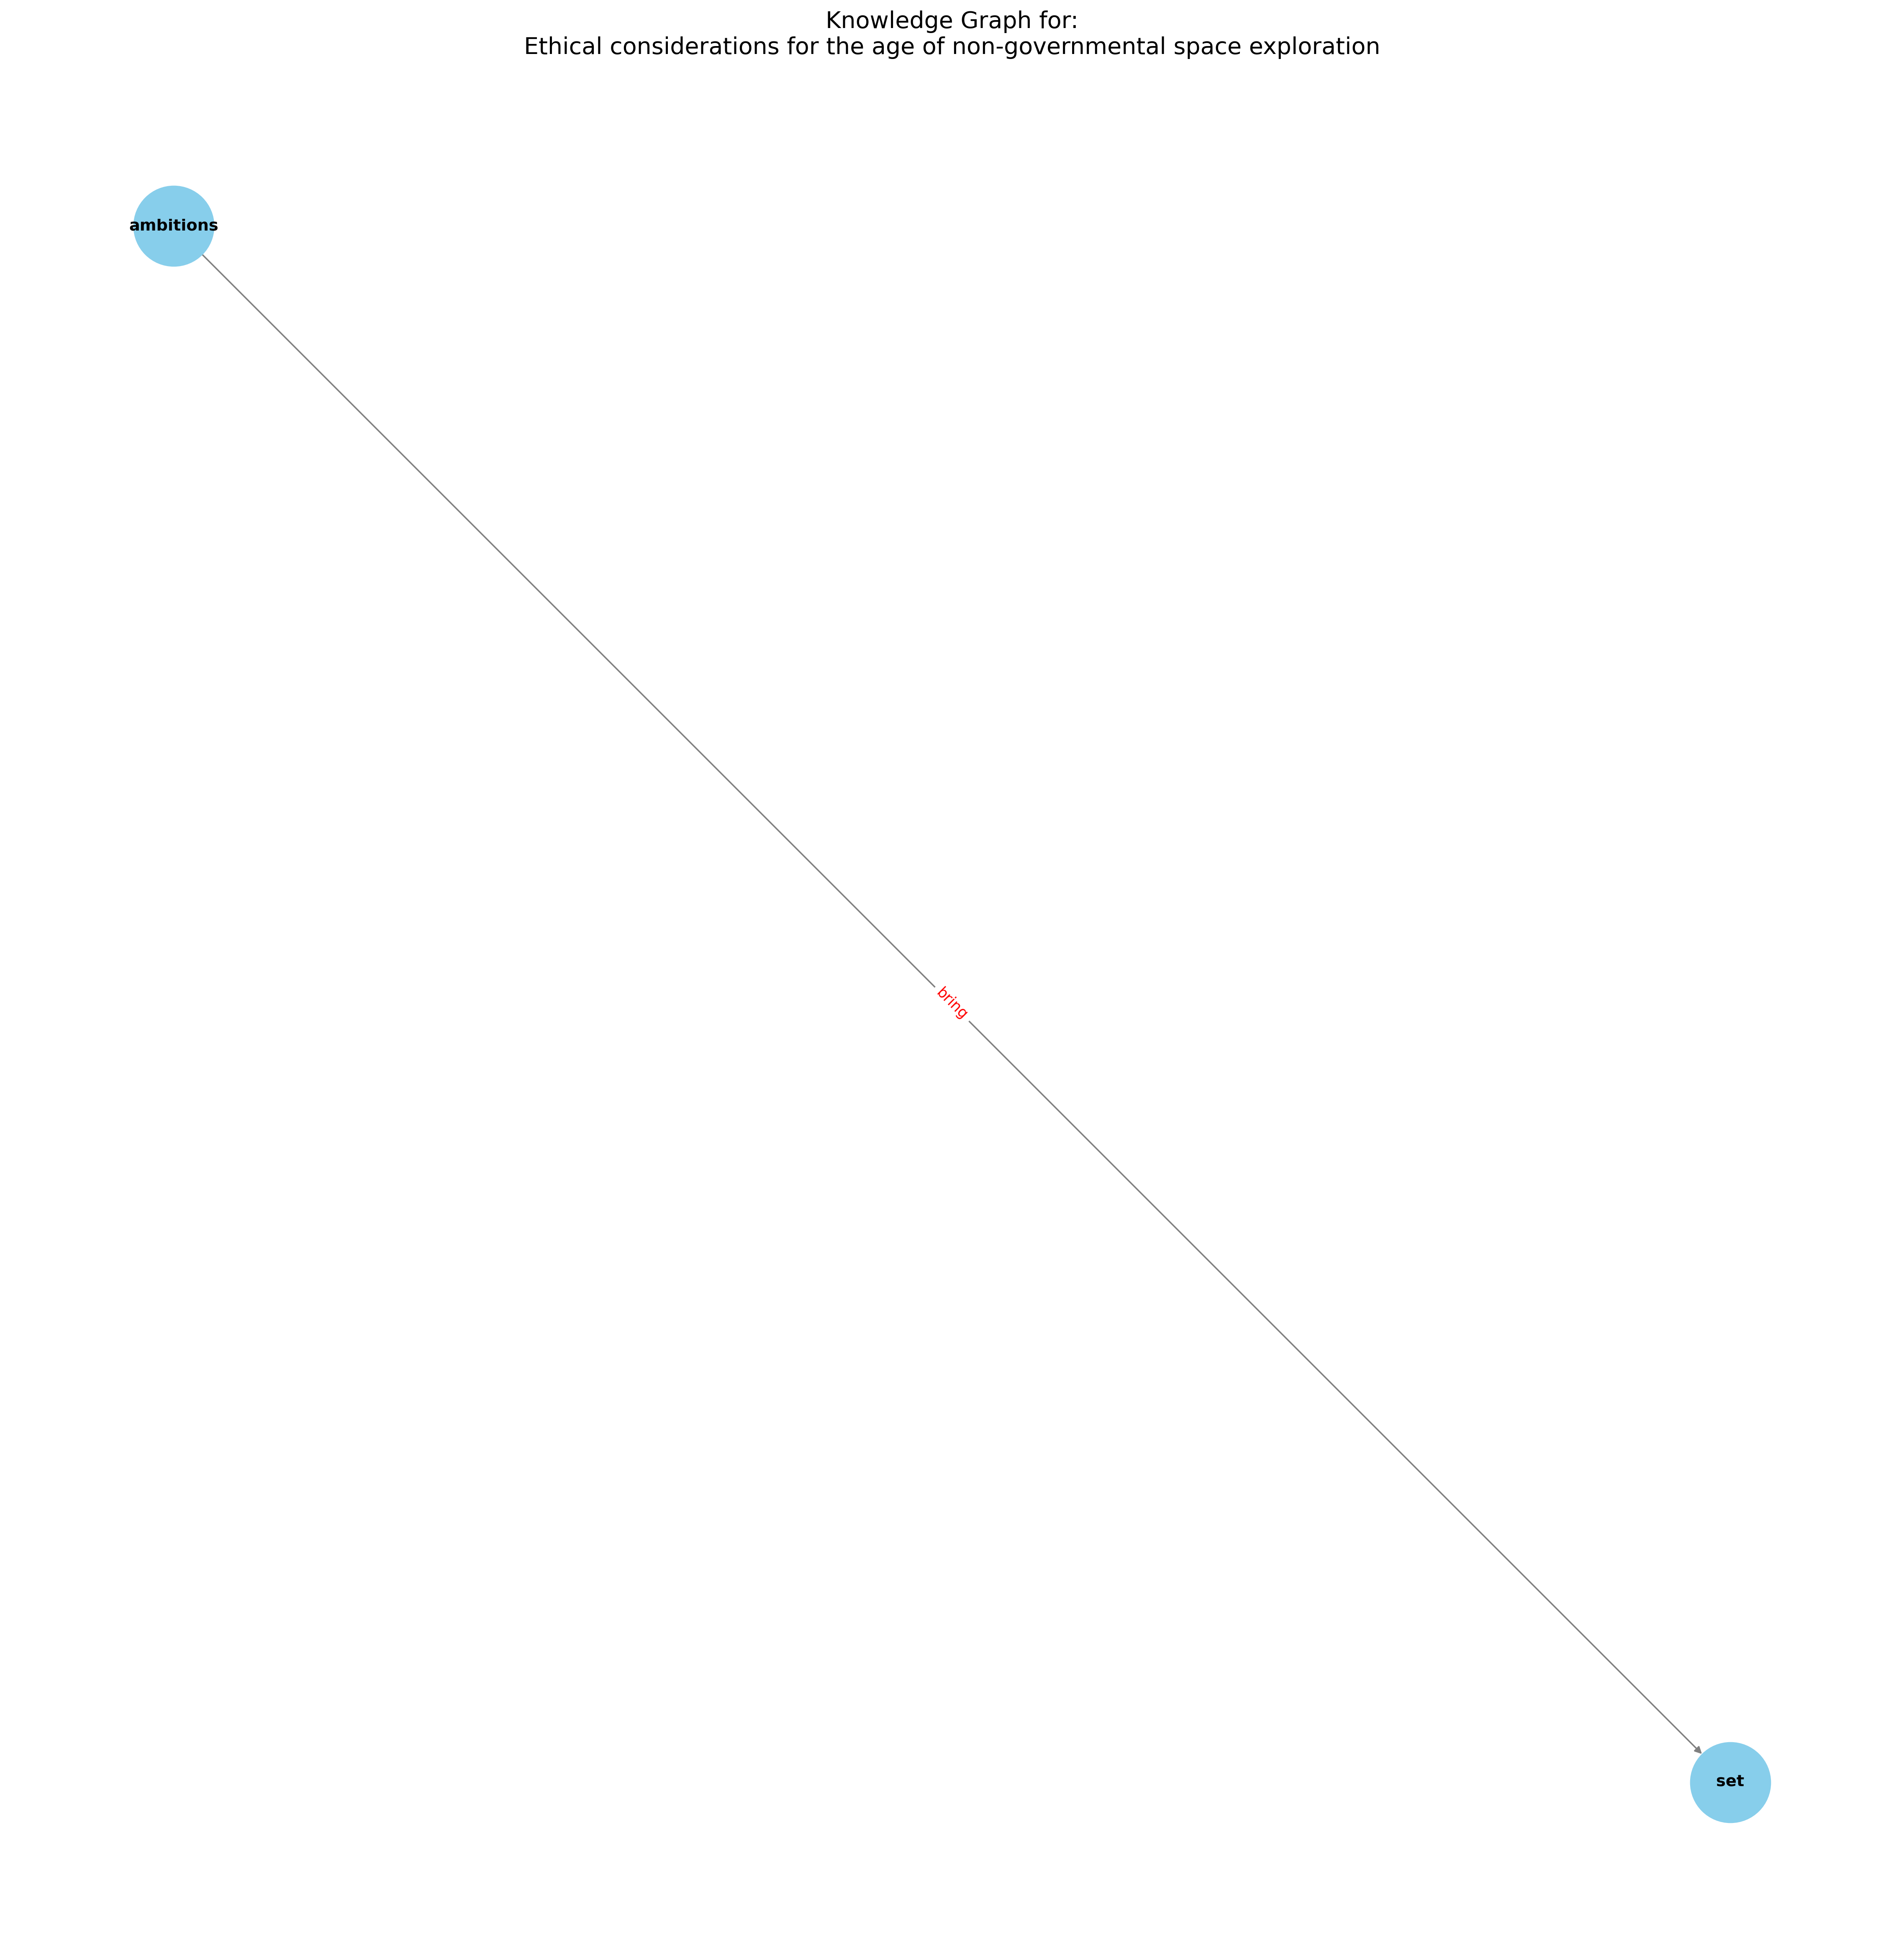 Knowledge Graph for:
Ethical considerations for the age of non-governmental space exploration
ambitions
bring
set